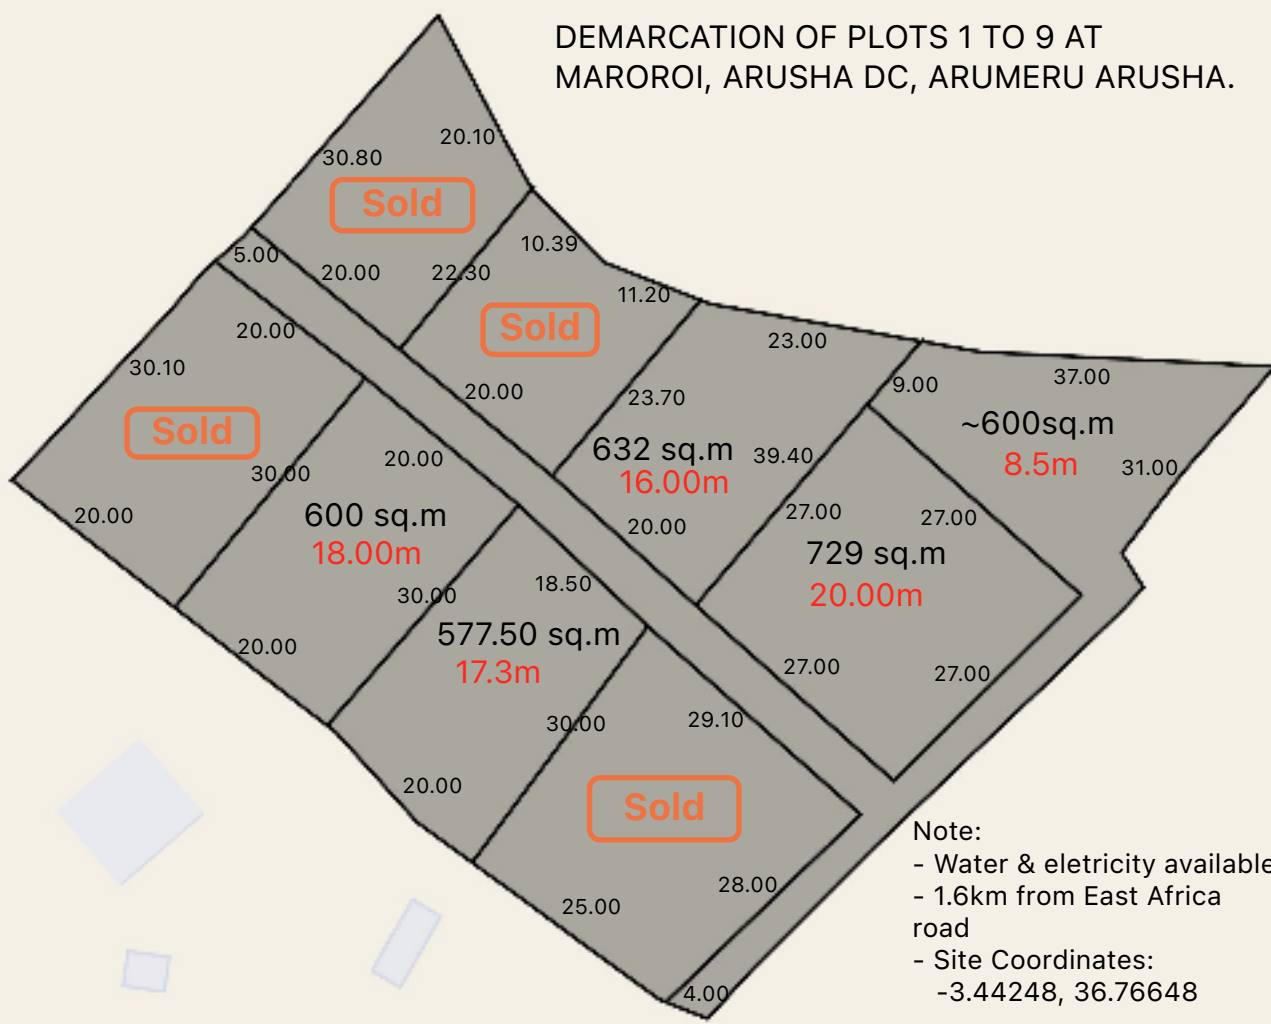 DEMARCATION OF PLOTS 1 TO 9 AT
MAROROI, ARUSHA DC, ARUMERU ARUSHA.
20.10
30.80
Sold
10.39
5.00
20.00
22.30
11.20
20.00
Sold
23.00
30.10
37.00
9.00
20.00
23.70
Sold
~600sq.m
8.5m
632 sq.m
39.40
16.00m
20.00
31.00
30.00
20.00
600 sq.m
18.00m
20.00
27.00
27.00
729 sq.m
20.00m
18.50
30.00
577.50 sq.m
17.3m
20.00
27.00
27.00
30.00
29.10
20.00
Sold
28.00
25.00
4.00
Note:
- Water & eletricity available
- 1.6km from East Africa
road
- Site Coordinates:
-3.44248, 36.76648